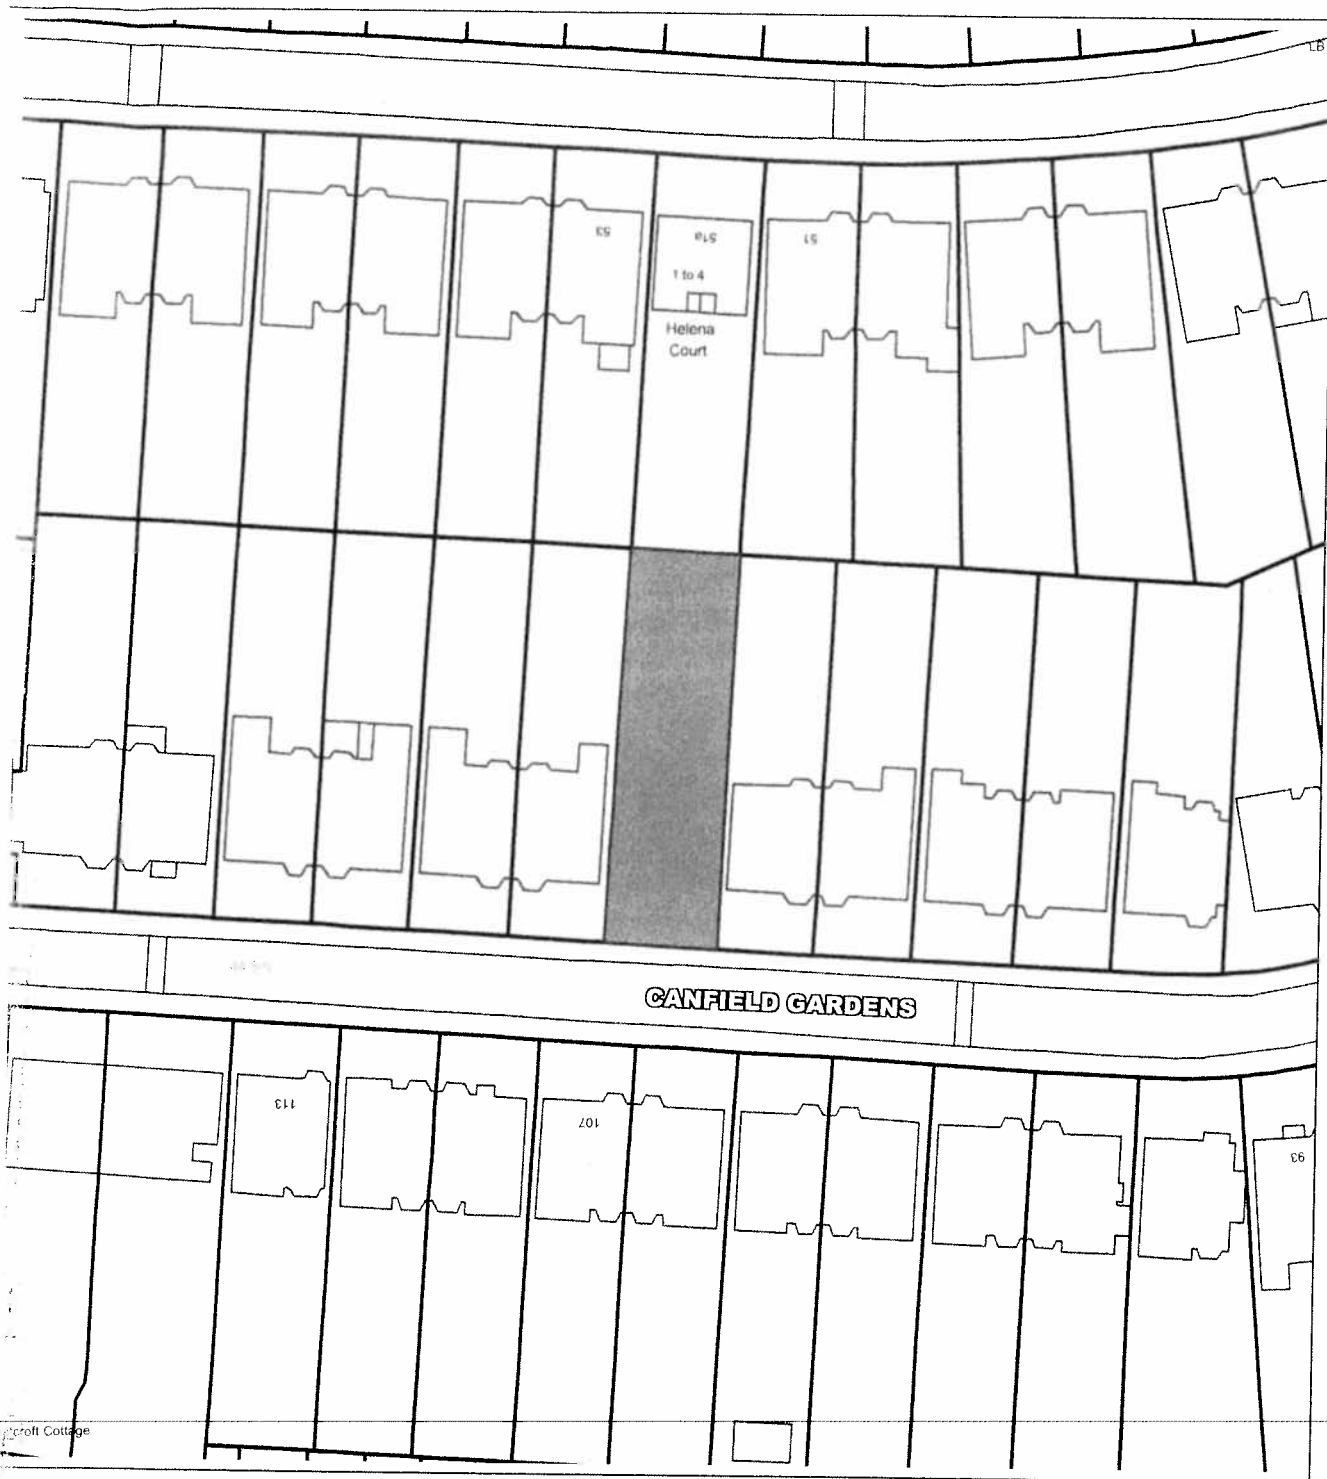 LB
53
51a
51
1 to 4
Helena
Court
CANFIELD GARDENS
113
107
93
croft Cottage